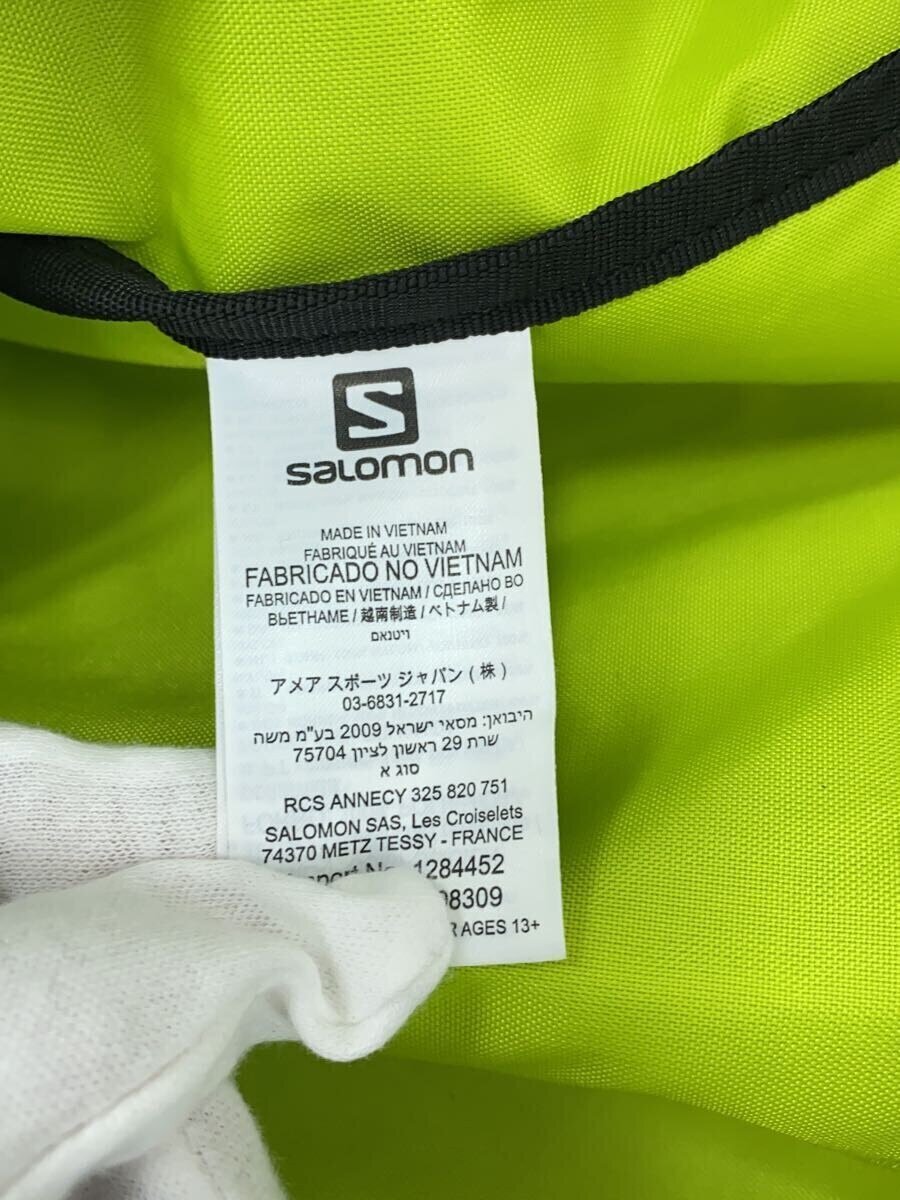 S
SALOMON
MADE IN VIETNAM
FABRIQUÉ AU VIETNAM
FABRICADO NO VIETNAM
FABRICADO EN VIETNAM / СДЕЛАНО ВО
ВЬЕТНАМЕ / 越南制造 / ベトナム製 /
ויטנאם
アメア スポーツ ジャパン ( 株 )
03-6831-2717
היבואן: מסאי ישראל 2009 בע"מ משה
שרת 29 ראשון לציון 75704
סוג א
RCS ANNECY 325 820 751
SALOMON SAS, Les Croiselets
74370 METZ TESSY - FRANCE
1284452
08309
AGES 13+